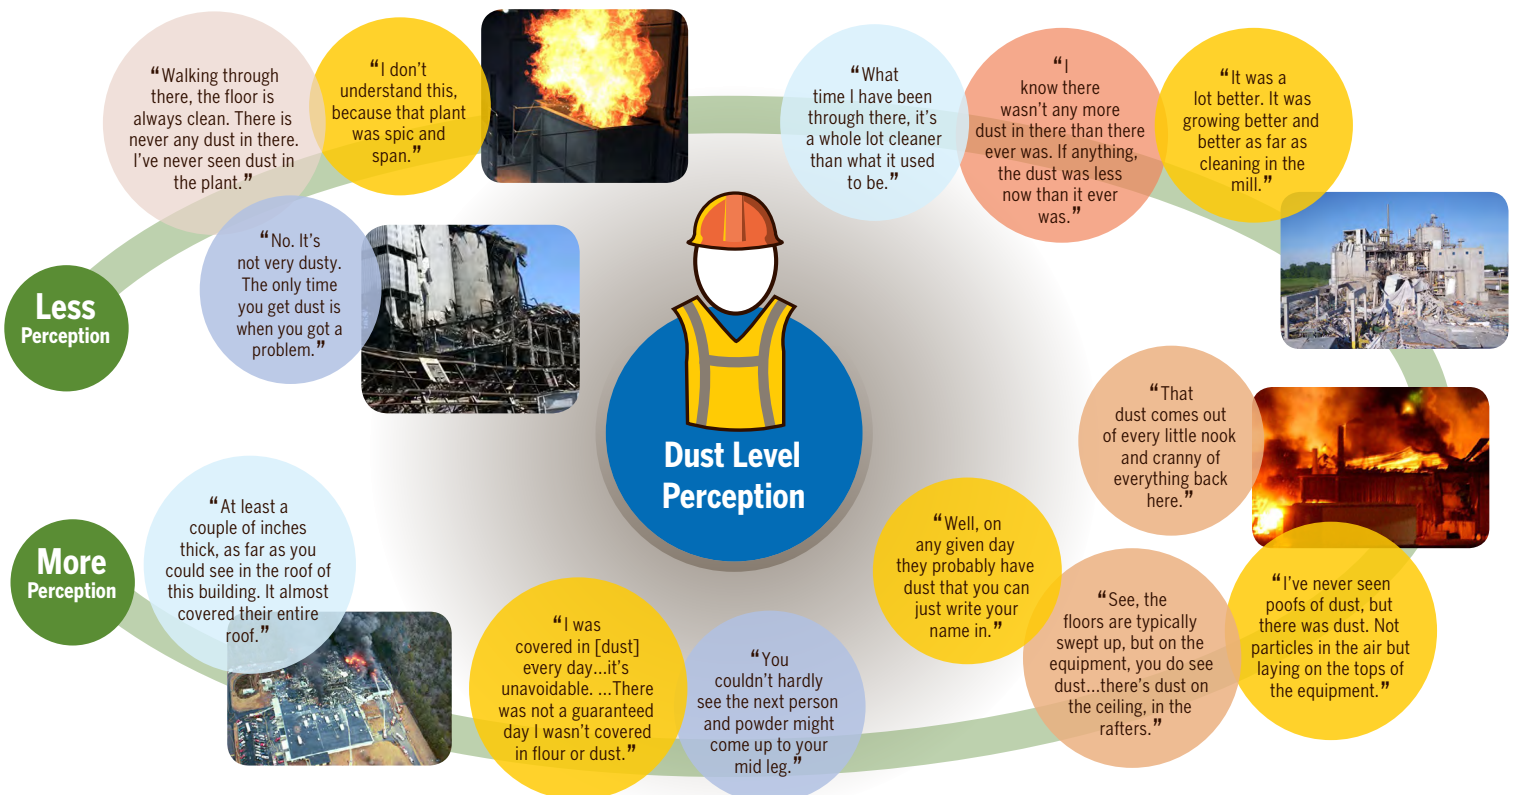 “Walking through
there, the floor is
always clean. There is
never any dust in there.
I’ve never seen dust in
the plant.”
“I don’t
understand this,
because that plant
was spic and
span.”
“No. It’s
not very dusty.
The only time
you get dust is
when you got a
problem.”
Less
Perception
“What
time I have been
through there, it’s
a whole lot cleaner
than what it used
to be.”
“I
know there
wasn’t any more
dust in there than there
ever was. If anything,
the dust was less
now than it ever
was.”
“It was a
lot better. It was
growing better and
better as far as
cleaning in the
mill.”
Dust Level
Perception
“That
dust comes out
of every little nook
and cranny of
everything back
here.”
“I’ve never seen
poofs of dust, but
there was dust. Not
particles in the air but
laying on the tops of
the equipment.”
“See, the
floors are typically
swept up, but on the
equipment, you do see
dust...there’s dust on
the ceiling, in the
rafters.”
“Well, on
any given day
they probably have
dust that you can
just write your
name in.”
“You
couldn’t hardly
see the next person
and powder might
come up to your
mid leg.”
“I was
covered in [dust]
every day...it’s
unavoidable. ...There
was not a guaranteed
day I wasn’t covered
in flour or dust.”
“At least a
couple of inches
thick, as far as you
could see in the roof of
this building. It almost
covered their entire
roof.”
More
Perception